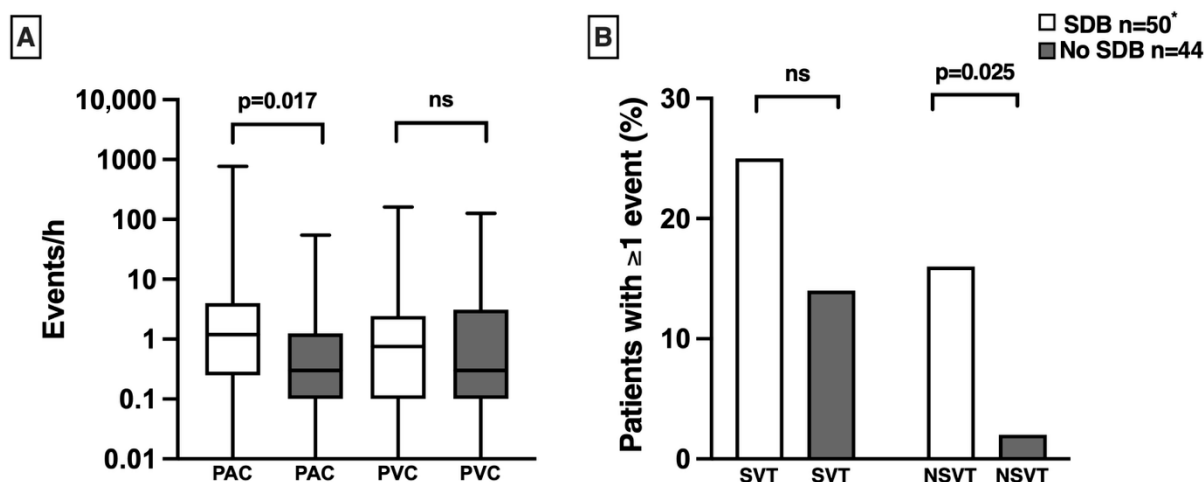 A
B
SDB n=50*
No SDB n=44
p=0.017
ns
ns
p=0.025
Events/h
10,000
1000
100
10
1
0.1
0.01
PAC
PAC
PVC
PVC
Patients with ≥1 event (%)
30
20
10
0
SVT
SVT
NSVT
NSVT